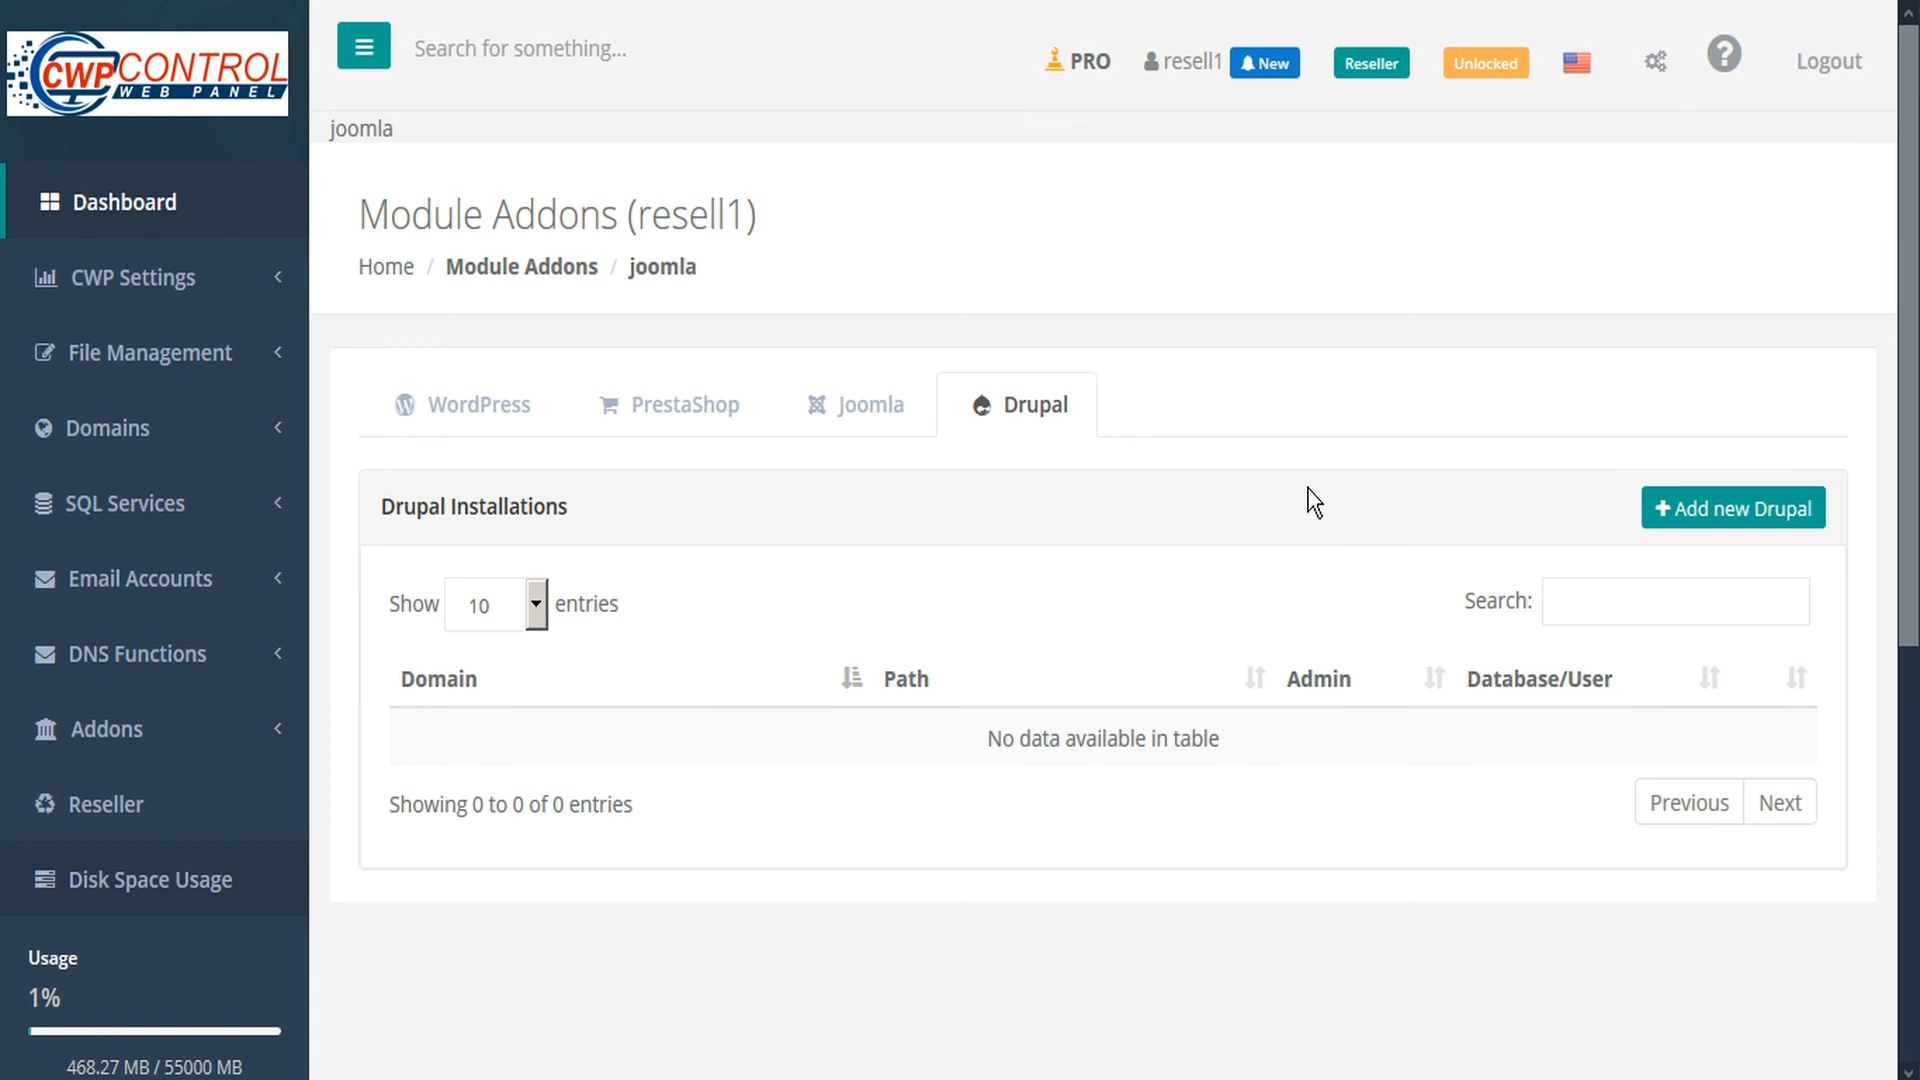 CWP CONTROL
WEB PANEL
Search for something...
PRO
resell1
New
Reseller
Unlocked
?
Logout
joomla
Dashboard
CWP Settings
File Management
Domains
SQL Services
Email Accounts
DNS Functions
Addons
Reseller
Disk Space Usage
Usage
1%
468.27 MB / 55000 MB
Module Addons (resell1)
Home / Module Addons / joomla
WordPress
PrestaShop
Joomla
Drupal
Drupal Installations
Add new Drupal
Show 10 entries
Search:
Domain Path Admin Database/User
No data available in table
Showing 0 to 0 of 0 entries
Previous Next